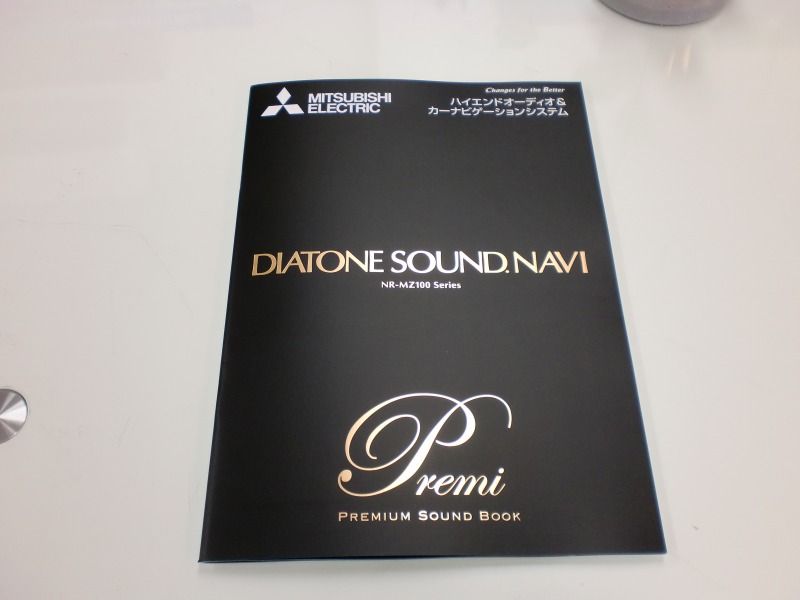 MITSUBISHI
ELECTRIC
Changes for the Better
ハイエンドオーディオ&
カーナビゲーションシステム
DIATONE SOUND.NAVI
NR-MZ100 Series
Premi
PREMIUM SOUND BOOK